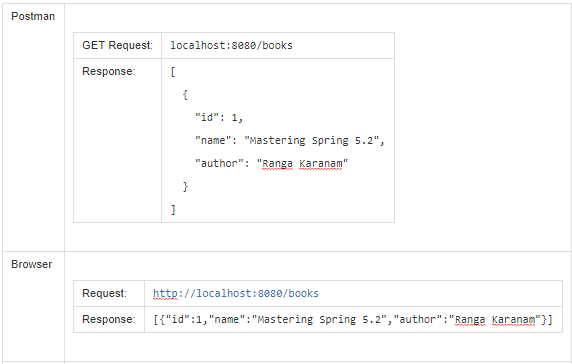 Postman
GET Request: localhost:8080/books
Response: [
{
"id": 1,
"name": "Mastering Spring 5.2",
"author": "Ranga Karanam"
}
]
Browser
Request: http://localhost:8080/books
Response: [{"id":1,"name":"Mastering Spring 5.2","author":"Ranga Karanam"}]